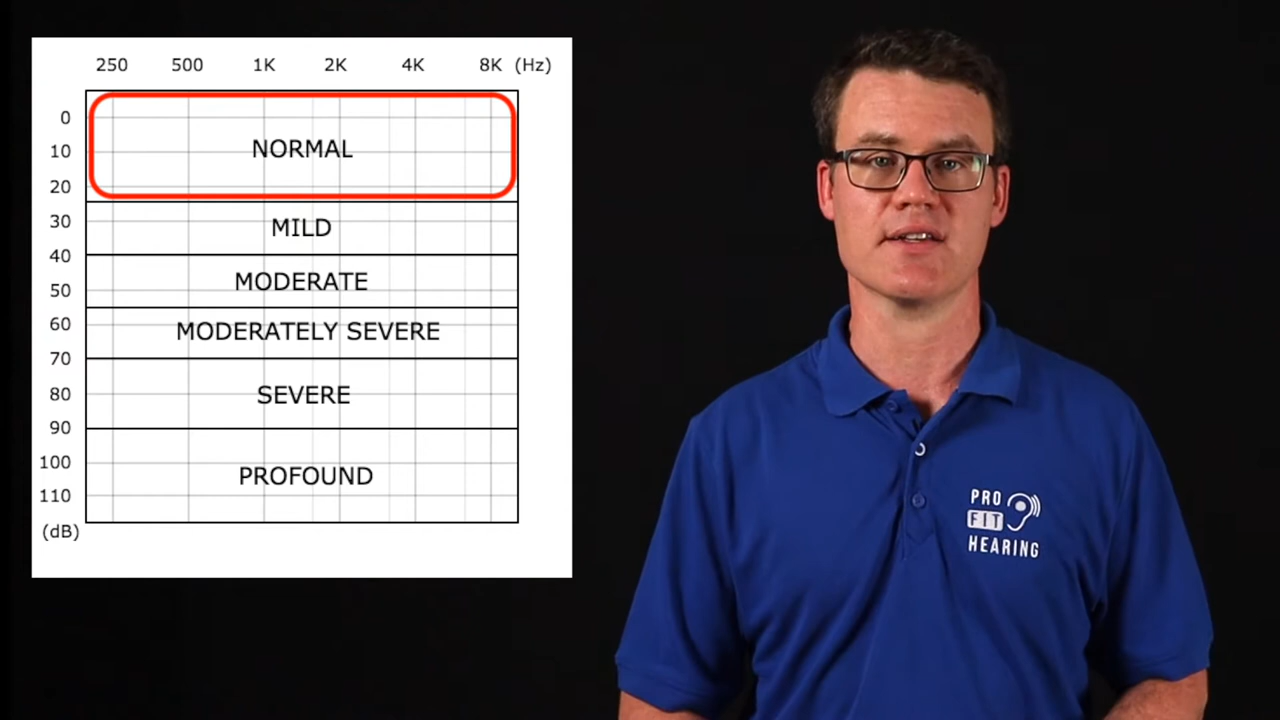 250 500 1K 2K 4K 8K (Hz)
0
10
NORMAL
20
30
MILD
40
MODERATE
50
60
MODERATELY SEVERE
70
80
SEVERE
90
100
PROFOUND
110
(dB)
PRO
FIT
HEARING